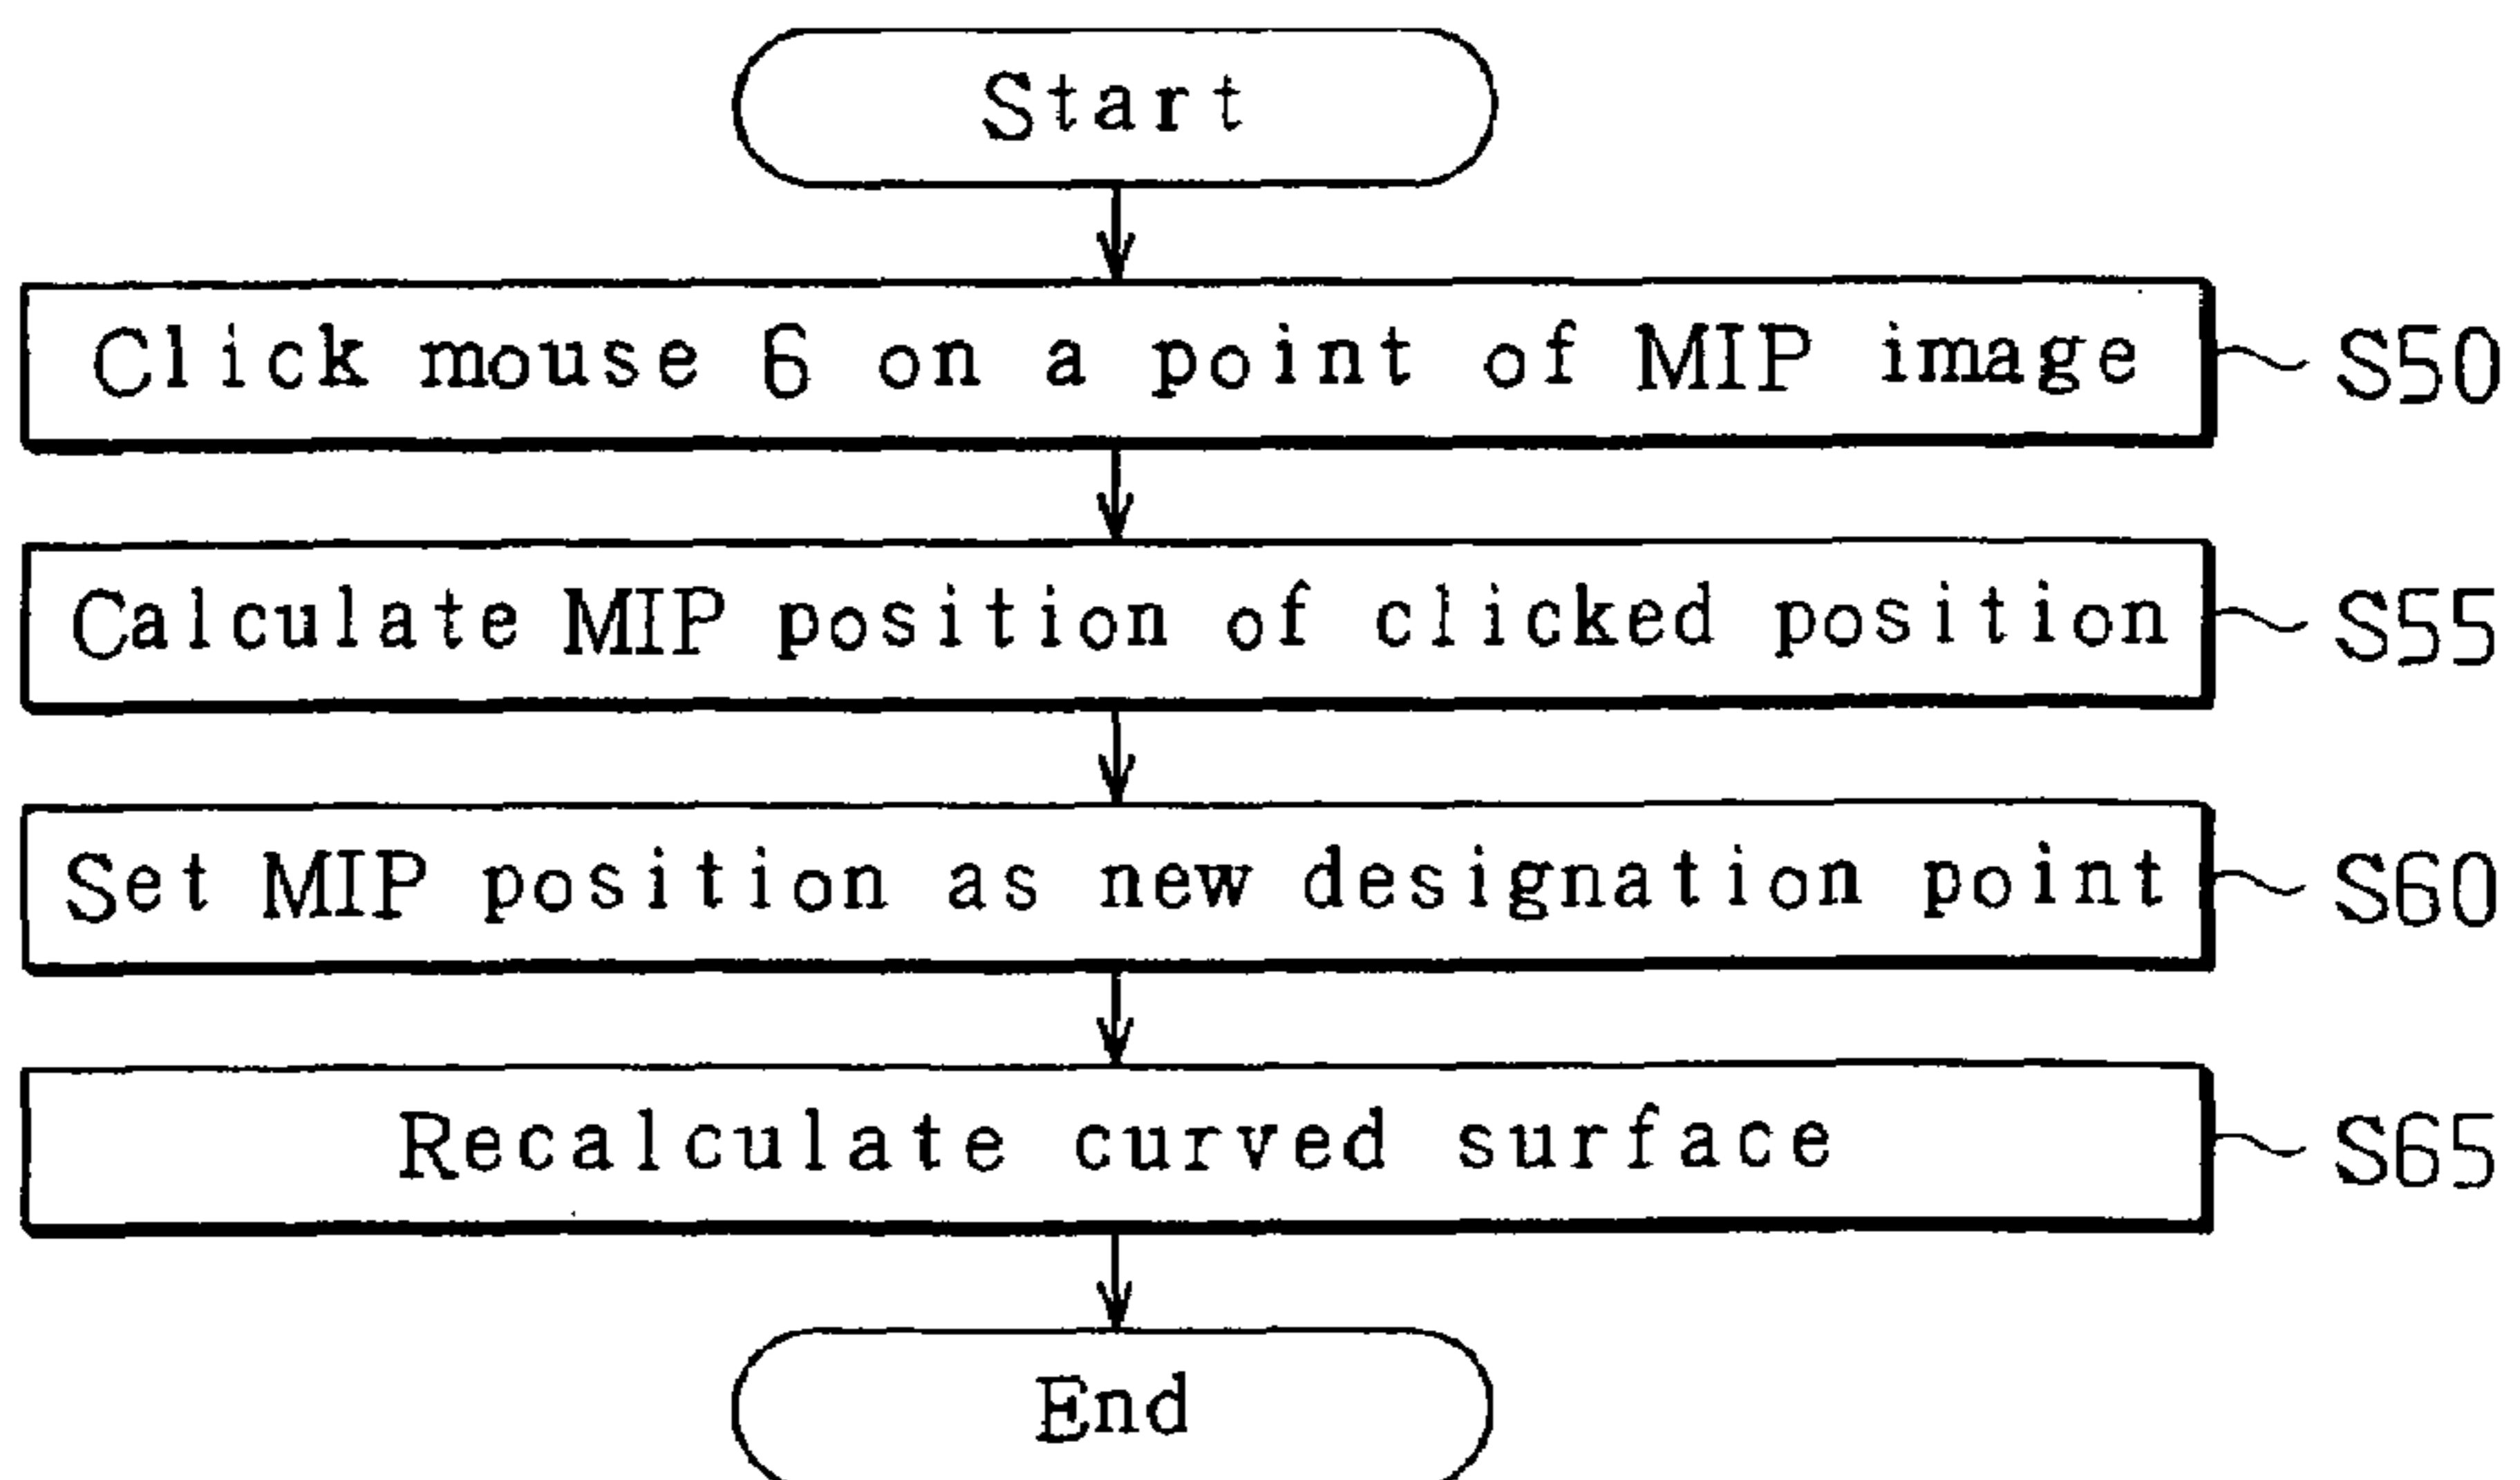 Start
Click mouse 6 on a point of MIP image S50
Calculate MIP position of clicked position S55
Set MIP position as new designation point S60
Recalculate curved surface S65
End